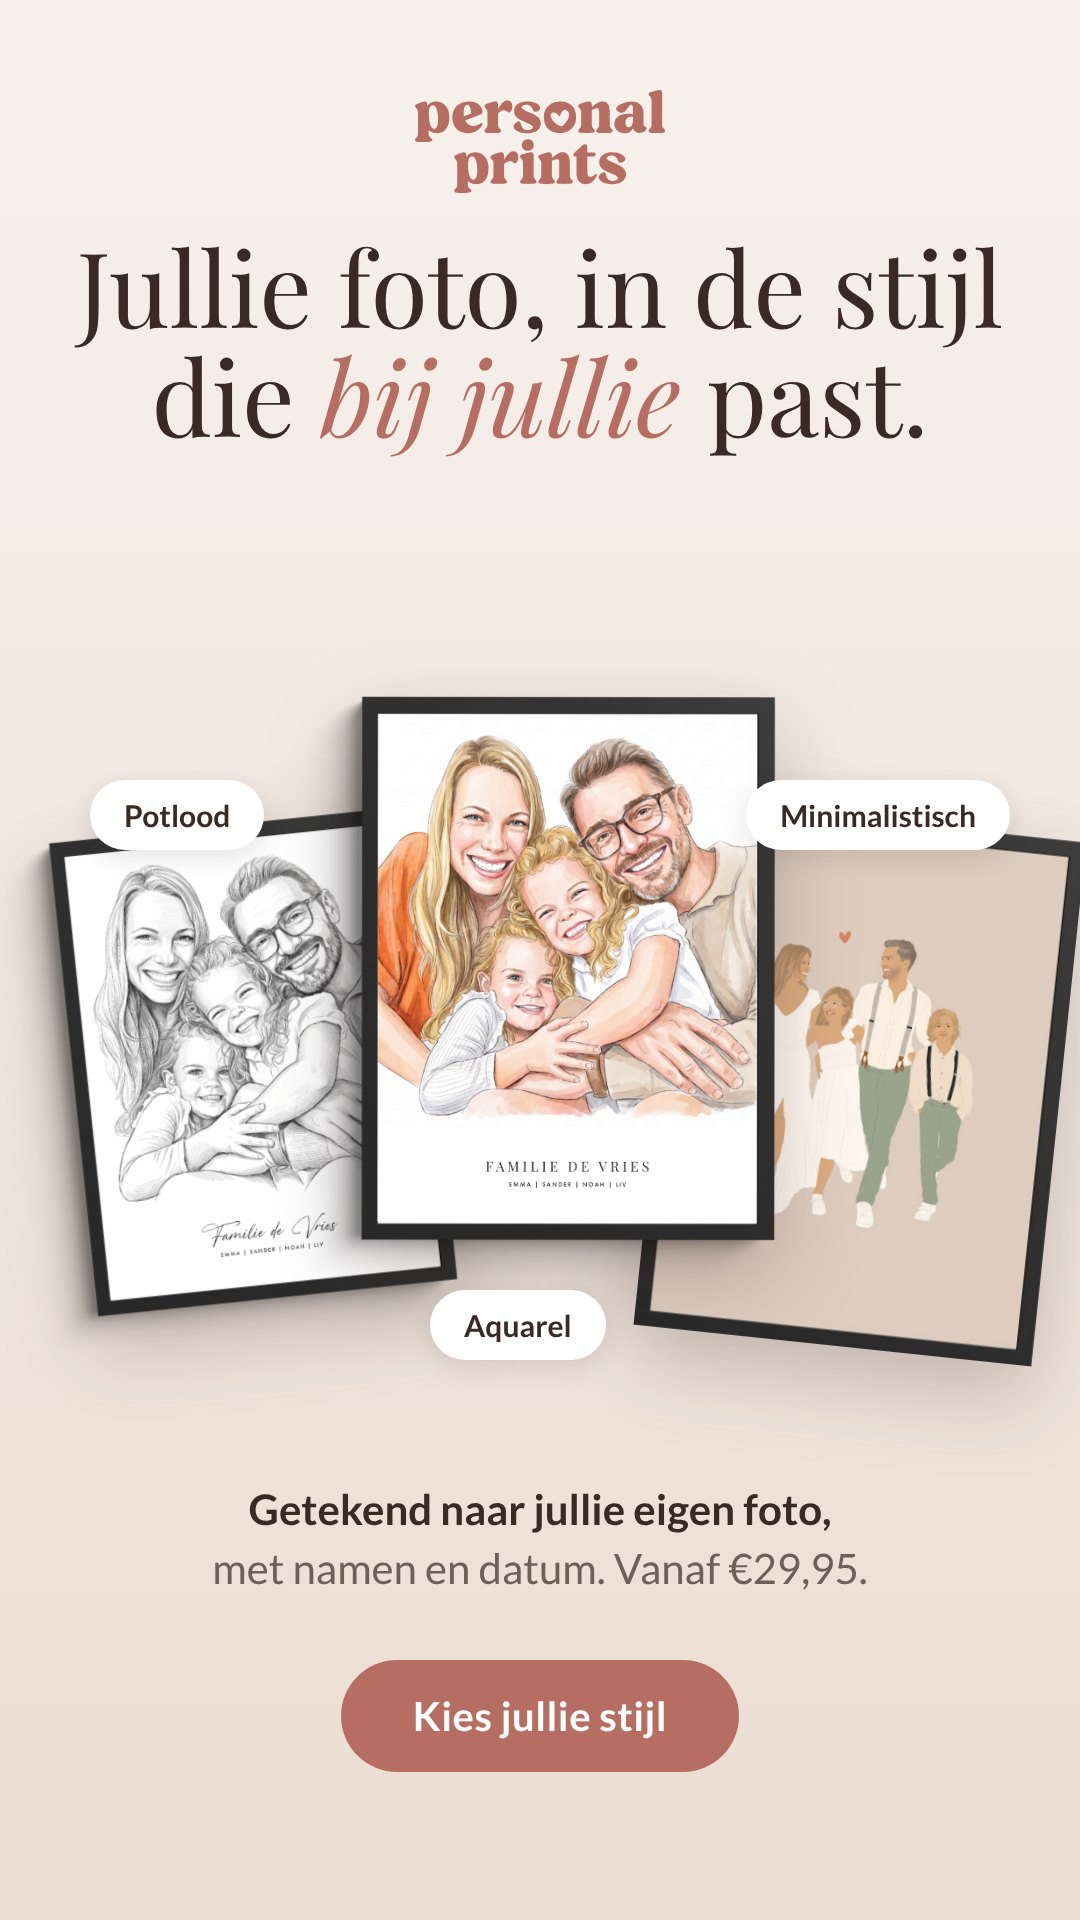 personal
prints
Jullie foto, in de stijl
die bij jullie past.
Potlood
Minimalistisch
FAMILIE DE VRIES
EMMA | SANDER | NOAH | LIV
Familie de Vries
EMMA | SANDER | NOAH | LIV
Aquarel
Getekend naar jullie eigen foto,
met namen en datum. Vanaf €29,95.
Kies jullie stijl